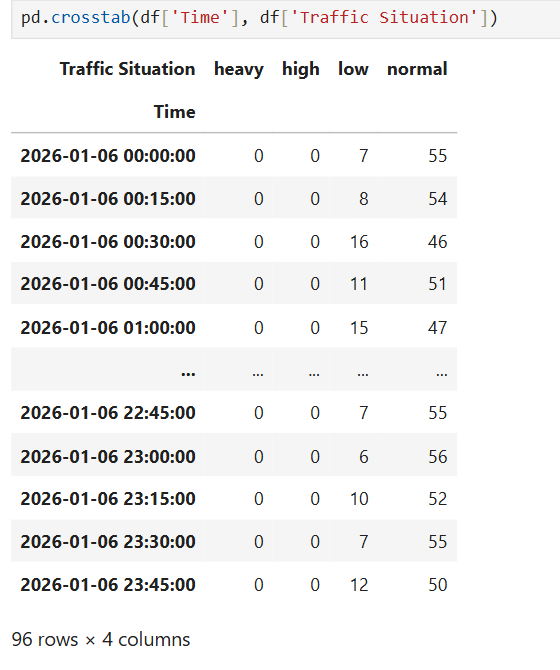 pd.crosstab(df['Time'], df['Traffic Situation'])
Traffic Situation heavy high low normal
Time
2026-01-06 00:00:00 0 0 7 55
2026-01-06 00:15:00 0 0 8 54
2026-01-06 00:30:00 0 0 16 46
2026-01-06 00:45:00 0 0 11 51
2026-01-06 01:00:00 0 0 15 47
... ... ... ... ...
2026-01-06 22:45:00 0 0 7 55
2026-01-06 23:00:00 0 0 6 56
2026-01-06 23:15:00 0 0 10 52
2026-01-06 23:30:00 0 0 7 55
2026-01-06 23:45:00 0 0 12 50
96 rows × 4 columns